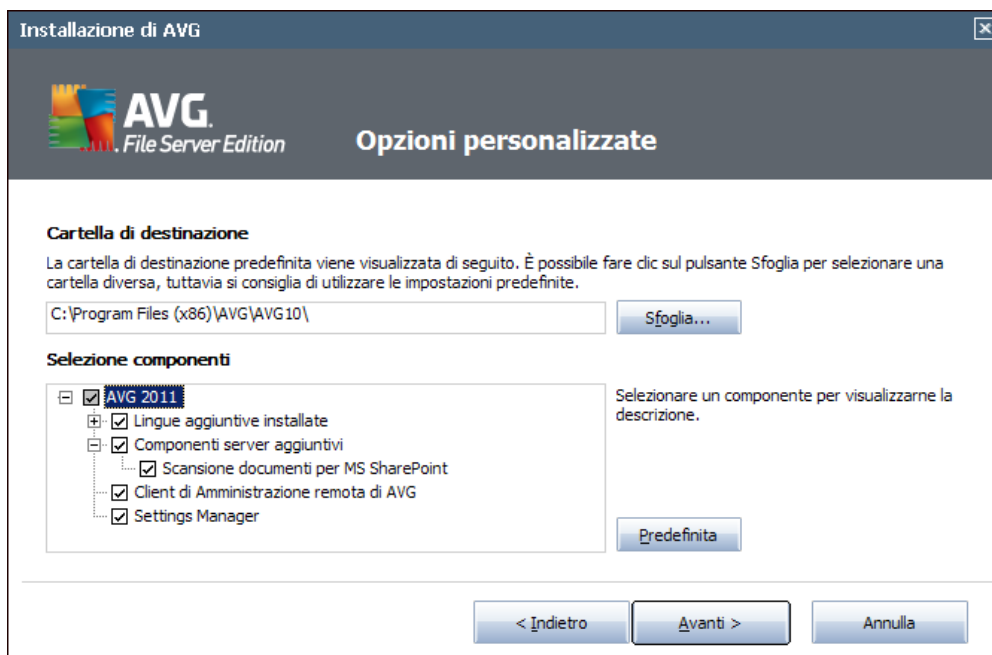 Installazione di AVG
AVG.
File Server Edition
Opzioni personalizzate
Cartella di destinazione
La cartella di destinazione predefinita viene visualizzata di seguito. È possibile fare clic sul pulsante Sfoglia per selezionare una
cartella diversa, tuttavia si consiglia di utilizzare le impostazioni predefinite.
C:\Program Files (x86)\AVG\AVG10\
Sfoglia...
Selezione componenti
AVG 2011
Lingue aggiuntive installate
Componenti server aggiuntivi
Scansione documenti per MS SharePoint
Client di Amministrazione remota di AVG
Settings Manager
Selezionare un componente per visualizzarne la
descrizione.
Predefinita
< Indietro
Avanti >
Annulla